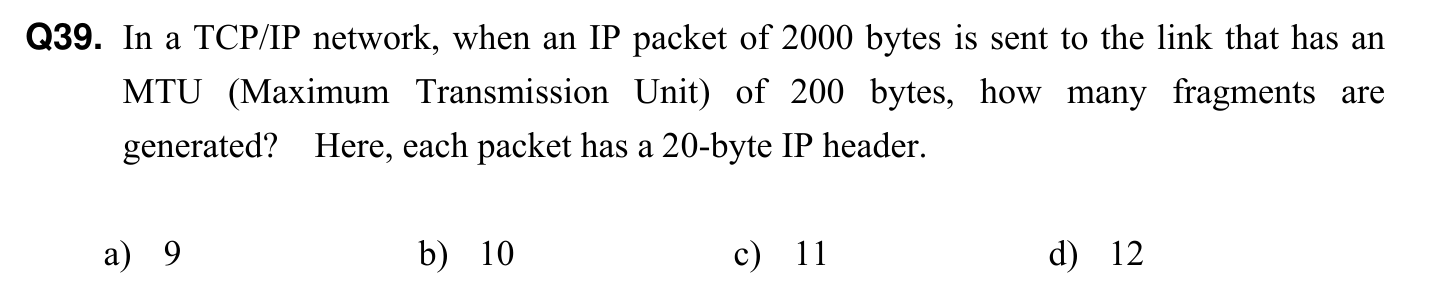 Q39. In a TCP/IP network, when an IP packet of 2000 bytes is sent to the link that has an
MTU (Maximum Transmission Unit) of 200 bytes, how many fragments are
generated? Here, each packet has a 20-byte IP header.
a) 9 b) 10 c) 11 d) 12